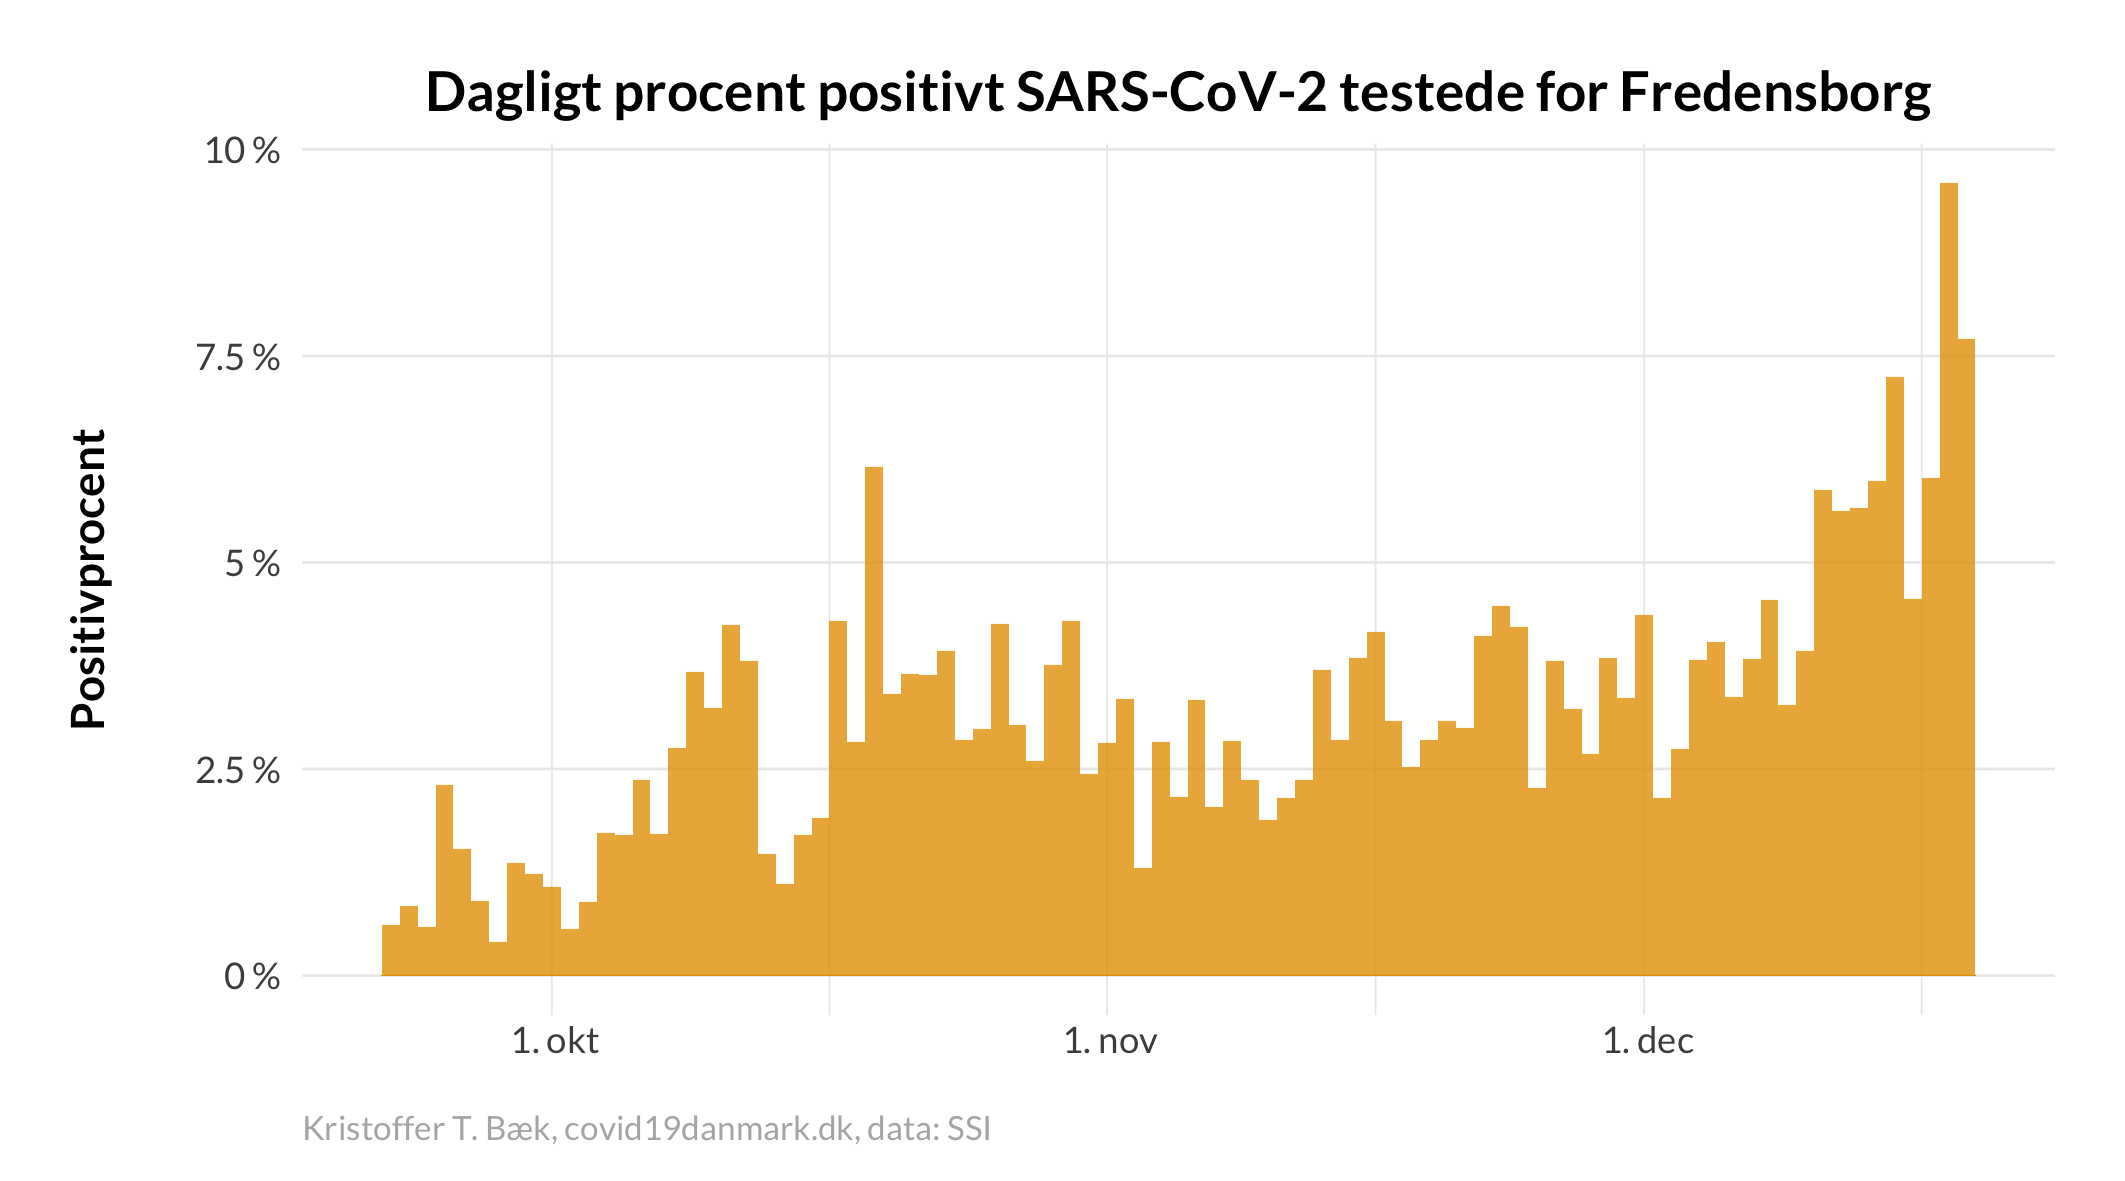 Dagligt procent positivt SARS-CoV-2 testede for Fredensborg
Positivprocent
10 %
7.5 %
5 %
2.5 %
0 %
1. okt
1. nov
1. dec
Kristoffer T. Bæk, covid19danmark.dk, data: SSI